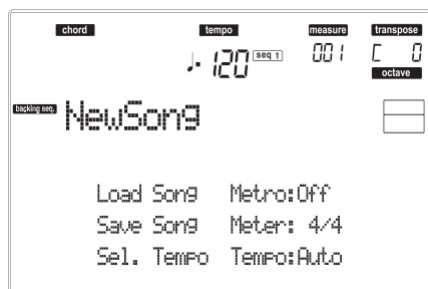 chord tempo measure transpose
♩= 120 seq 1 001 C 0
octave
backing seq. NewSong
Load Song Metro:Off
Save Song Meter: 4/4
Sel. Tempo Tempo:Auto